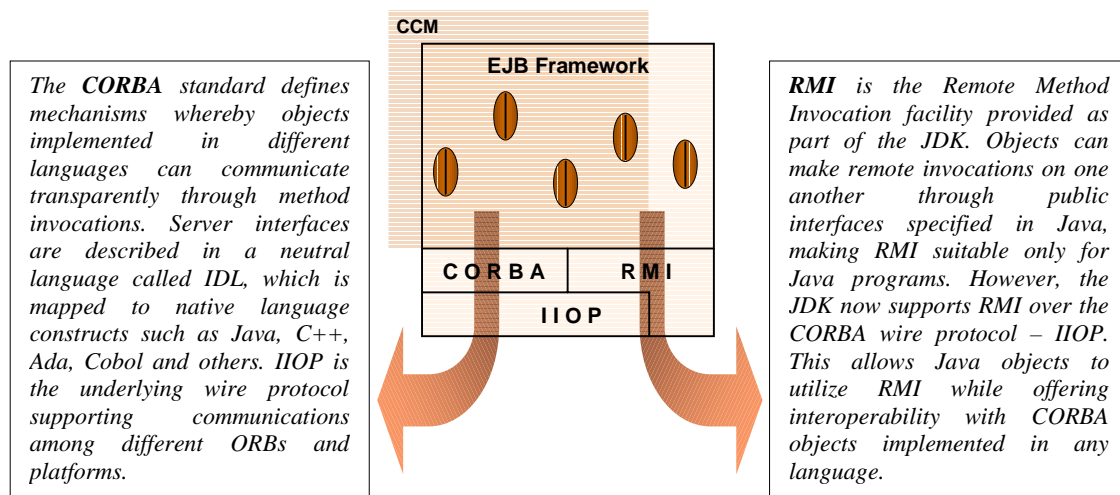 The CORBA standard defines
mechanisms whereby objects
implemented in different
languages can communicate
transparently through method
invocations. Server interfaces
are described in a neutral
language called IDL, which is
mapped to native language
constructs such as Java, C++,
Ada, Cobol and others. IIOP is
the underlying wire protocol
supporting communications
among different ORBs and
platforms.
CCM
EJB Framework
CORBA
RMI
IIOP
RMI is the Remote Method
Invocation facility provided as
part of the JDK. Objects can
make remote invocations on one
another through public
interfaces specified in Java,
making RMI suitable only for
Java programs. However, the
JDK now supports RMI over the
CORBA wire protocol – IIOP.
This allows Java objects to
utilize RMI while offering
interoperability with CORBA
objects implemented in any
language.